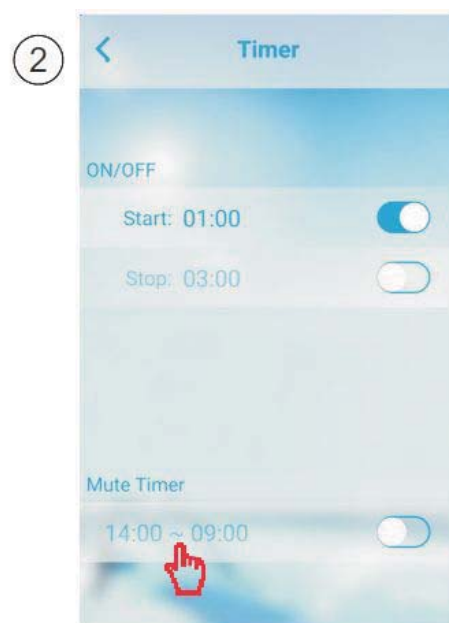 ②
Timer
ON/OFF
Start: 01:00
Stop: 03:00
Mute Timer
14:00 ~ 09:00